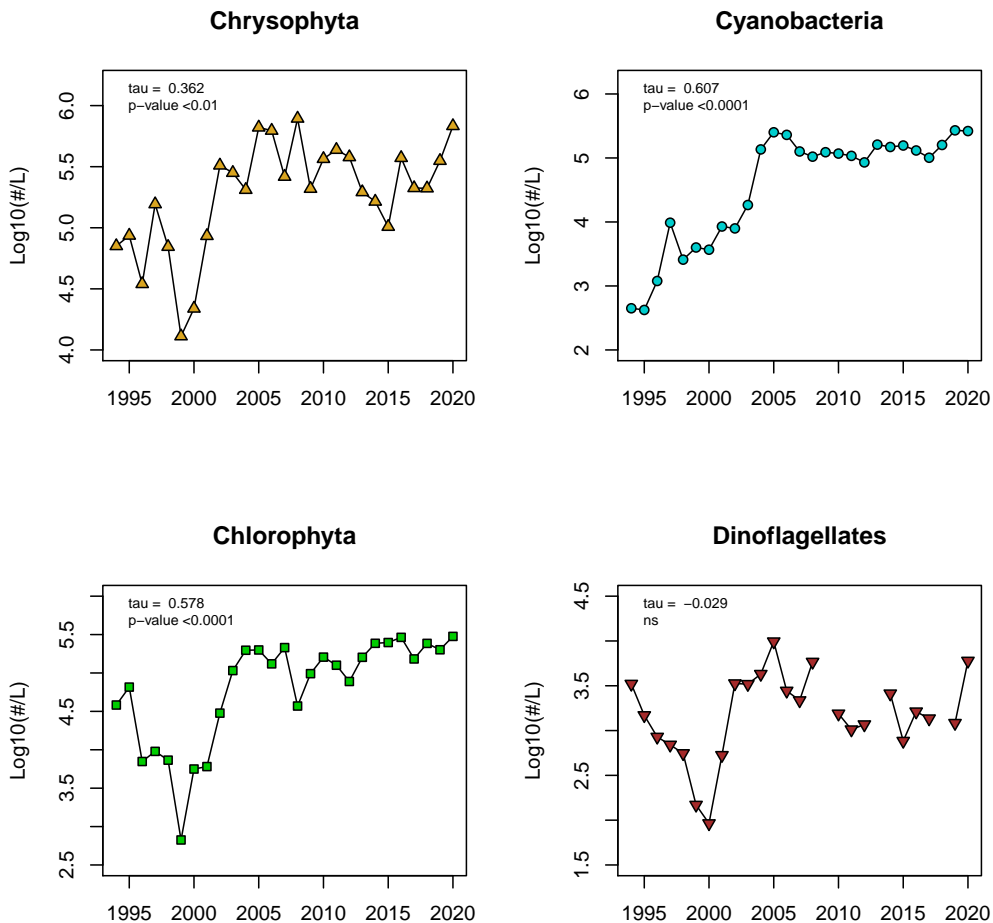 Chrysophyta
tau = 0.362
p−value <0.01
Log10(#/L)
6.0
5.5
5.0
4.5
4.0
1995 2000 2005 2010 2015 2020
Cyanobacteria
tau = 0.607
p−value <0.0001
Log10(#/L)
6
5
4
3
2
1995 2000 2005 2010 2015 2020
Chlorophyta
tau = 0.578
p−value <0.0001
Log10(#/L)
5.5
4.5
3.5
2.5
1995 2000 2005 2010 2015 2020
Dinoflagellates
tau = −0.029
ns
Log10(#/L)
4.5
3.5
2.5
1.5
1995 2000 2005 2010 2015 2020